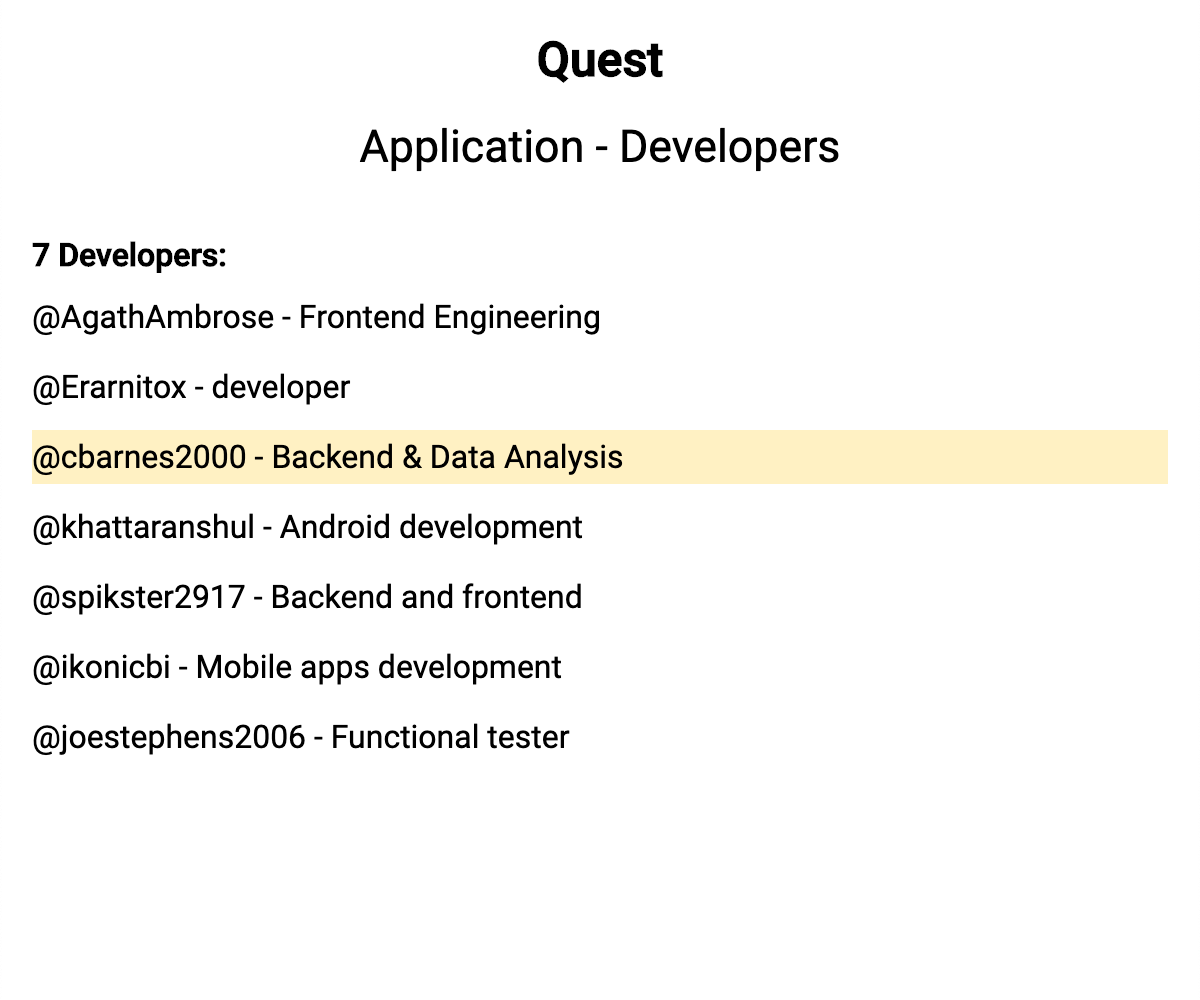 Quest
Application - Developers
7 Developers:
@AgathAmbrose - Frontend Engineering
@Erarnitox - developer
@cbarnes2000 - Backend & Data Analysis
@khattaranshul - Android development
@spikster2917 - Backend and frontend
@ikonicbi - Mobile apps development
@joestephens2006 - Functional tester